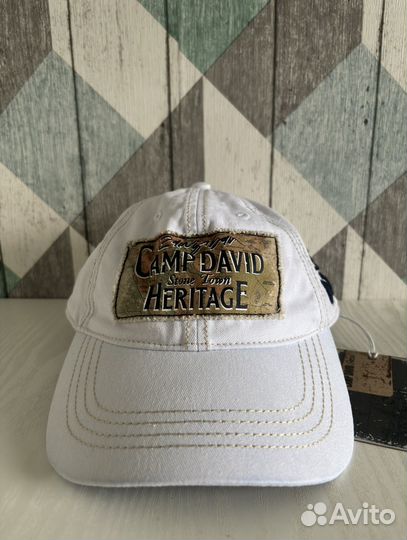 CAMP DAVID
Stone Town
HERITAGE
Avito